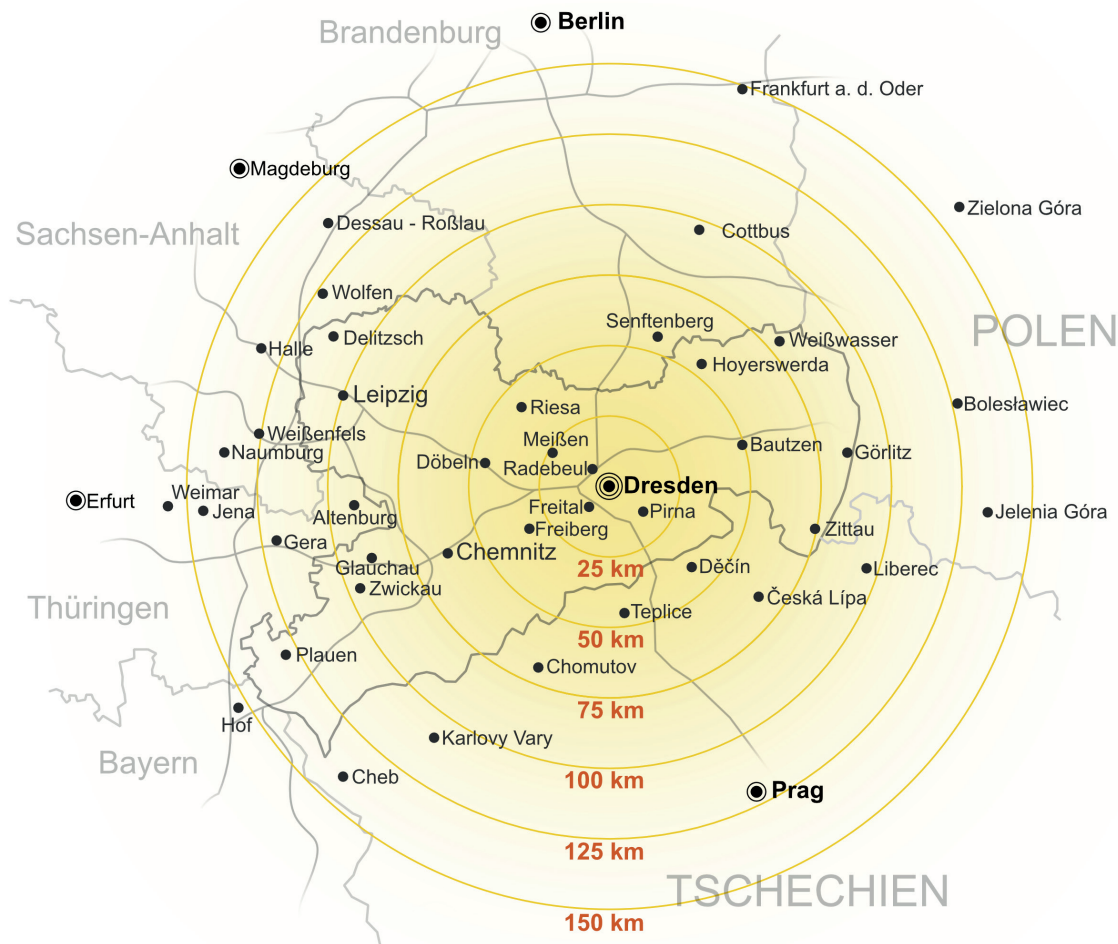 Berlin
Brandenburg
Frankfurt a. d. Oder
Magdeburg
Zielona Góra
Dessau - Roßlau
Cottbus
Sachsen-Anhalt
Wolfen
Senftenberg
POLEN
Delitzsch
Weißwasser
Halle
Hoyerswerda
Leipzig
Bolesławiec
Riesa
Weißenfels
Meißen
Bautzen
Naumburg
Görlitz
Döbeln
Radebeul
Dresden
Weimar
Erfurt
Jena
Altenburg
Freital
Pirna
Jelenia Góra
Freiberg
Zittau
Gera
Chemnitz
Glauchau
25 km
Děčín
Liberec
Zwickau
Česká Lípa
Thüringen
Teplice
50 km
Plauen
Chomutov
75 km
Hof
Karlovy Vary
Bayern
Cheb
100 km
Prag
125 km
TSCHECHIEN
150 km